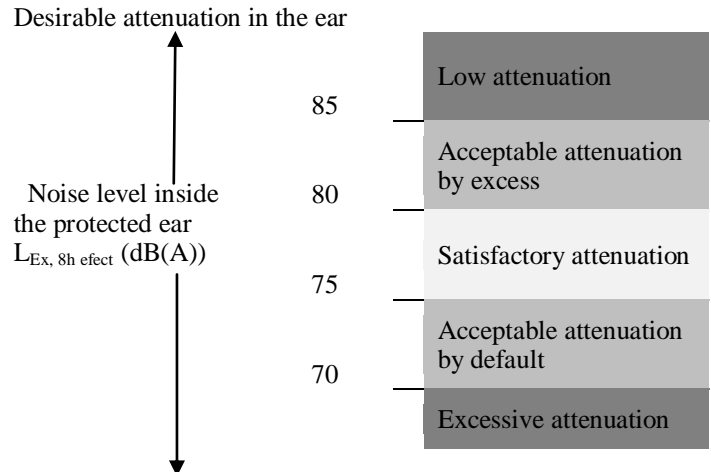 Desirable attenuation in the ear
Low attenuation
85
Acceptable attenuation
by excess
Noise level inside
the protected ear
L_Ex, 8h efect (dB(A))
80
Satisfactory attenuation
75
Acceptable attenuation
by default
70
Excessive attenuation